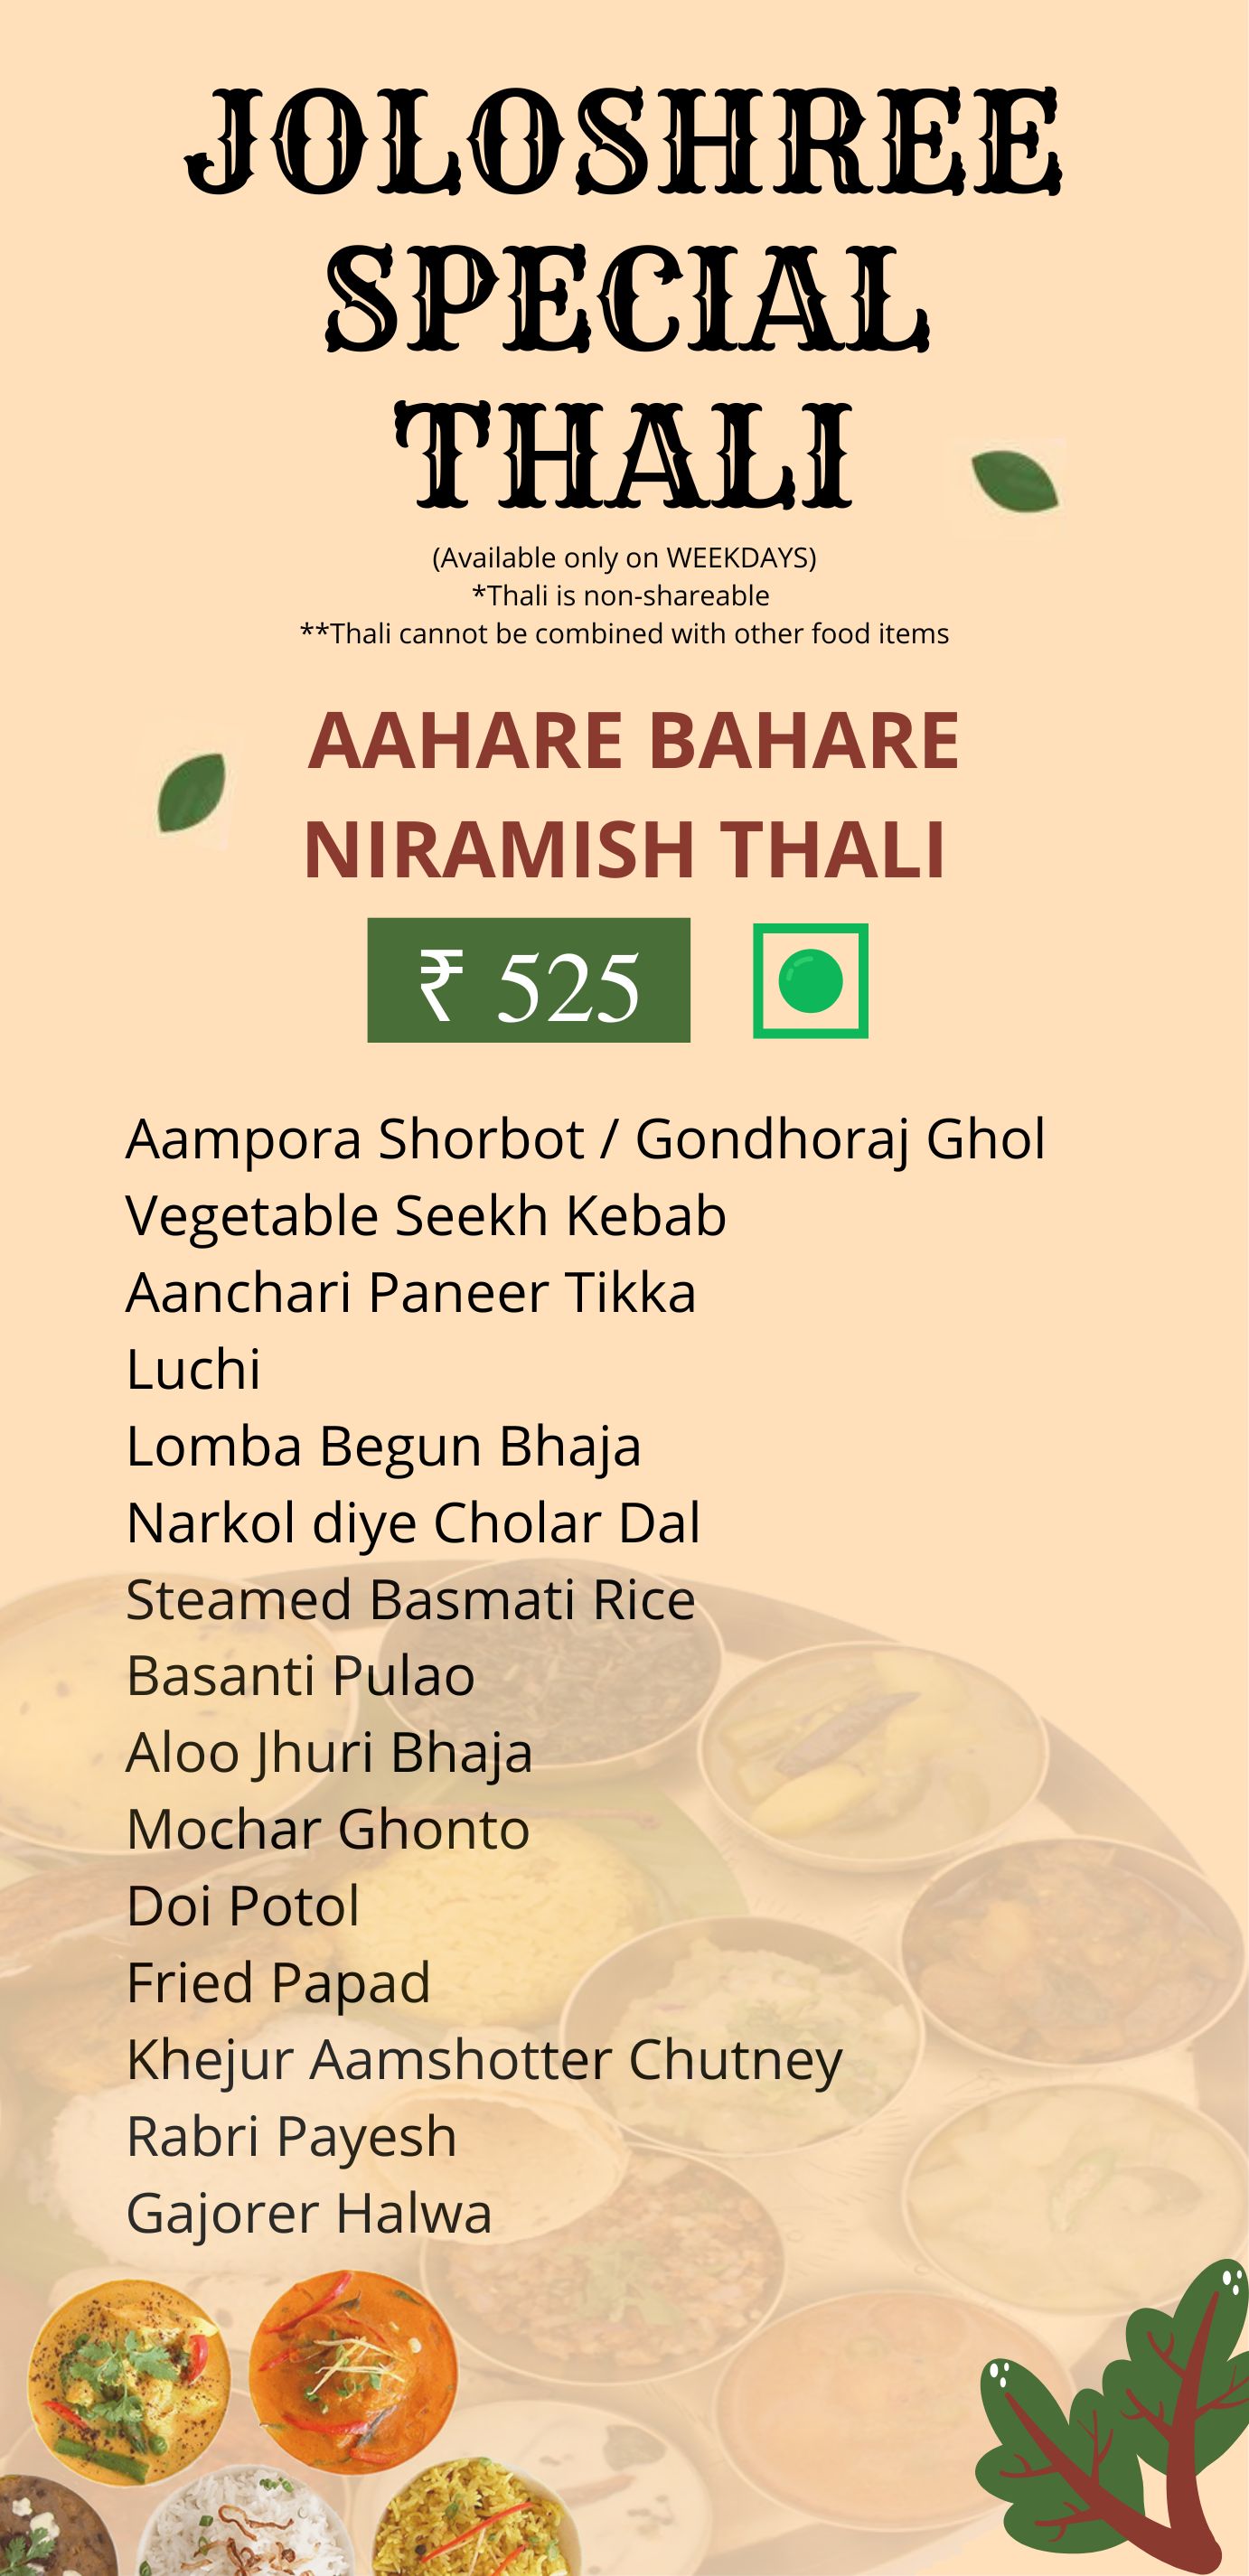 JOLOSHREE
SPECIAL
THALI
(Available only on WEEKDAYS)
*Thali is non-shareable
**Thali cannot be combined with other food items
AAHARE BAHARE
NIRAMISH THALI
₹ 525
Aampora Shorbot / Gondhoraj Ghol
Vegetable Seekh Kebab
Aanchari Paneer Tikka
Luchi
Lomba Begun Bhaja
Narkol diye Cholar Dal
Steamed Basmati Rice
Basanti Pulao
Aloo Jhuri Bhaja
Mochar Ghonto
Doi Potol
Fried Papad
Khejur Aamshotter Chutney
Rabri Payesh
Gajorer Halwa